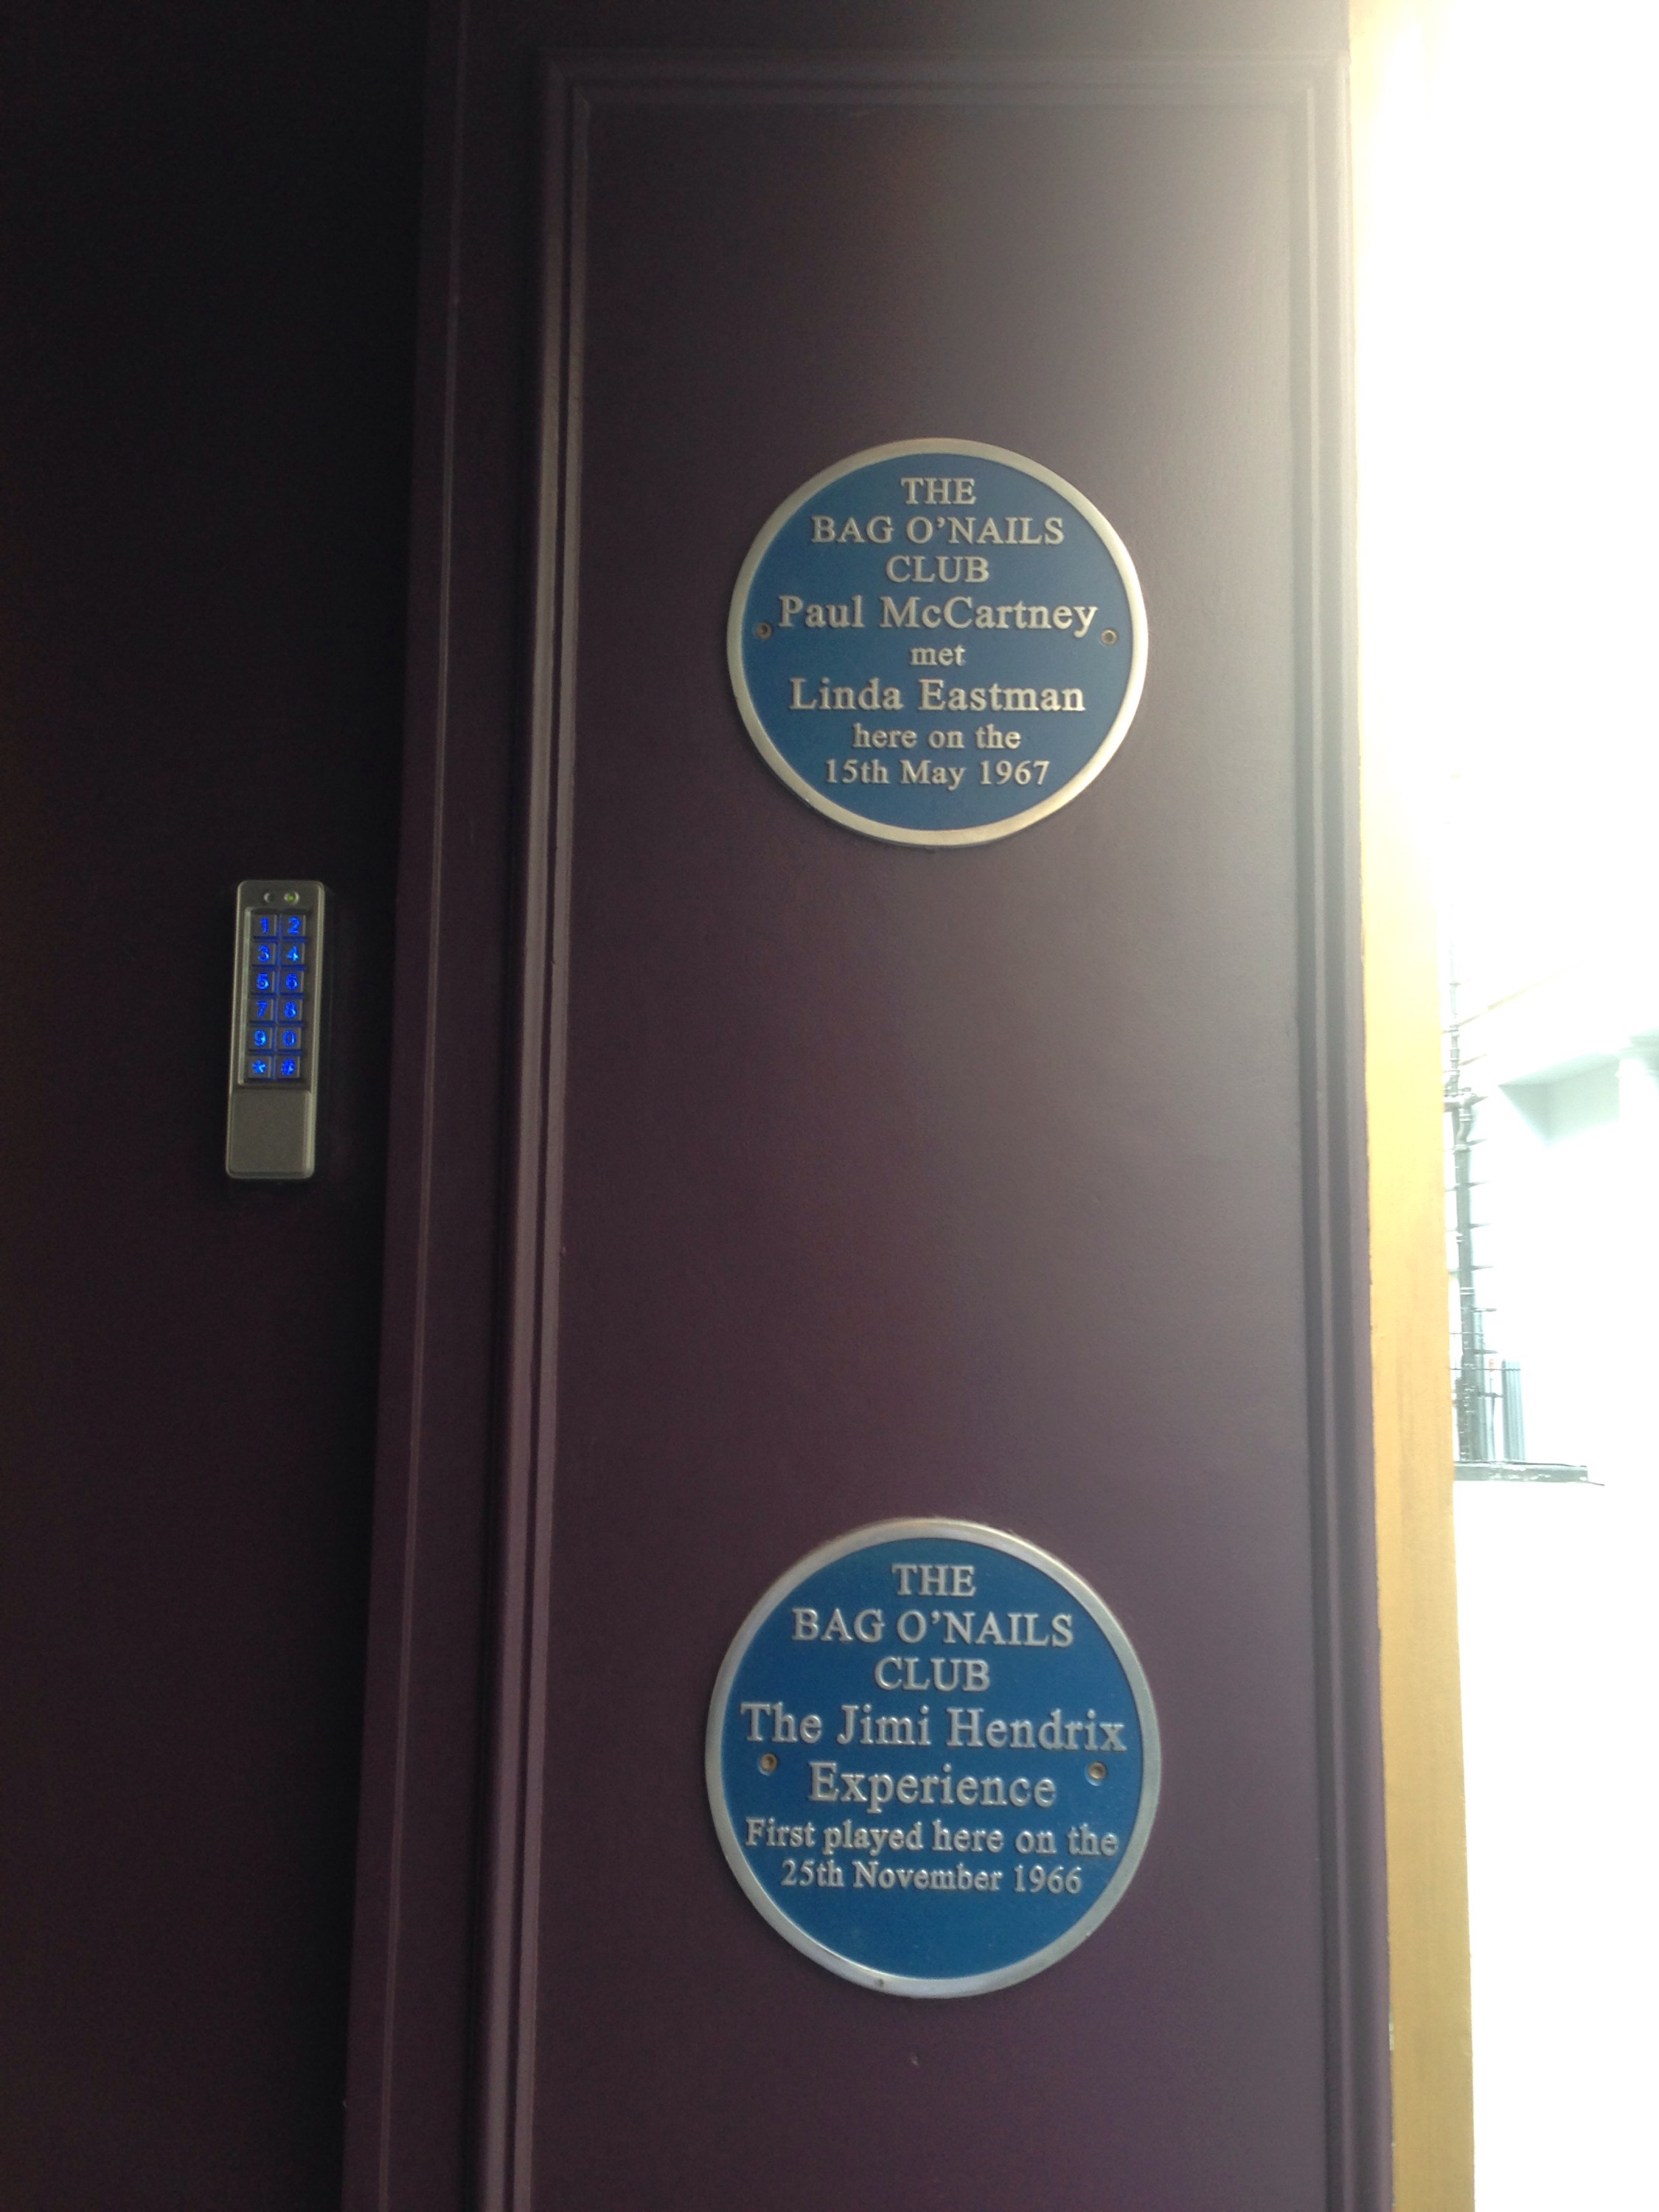 THE
BAG O'NAILS
CLUB
Paul McCartney
met
Linda Eastman
here on the
15th May 1967
1 2
3 4
5 6
7 8
9 0
* #
THE
BAG O'NAILS
CLUB
The Jimi Hendrix
Experience
First played here on the
25th November 1966